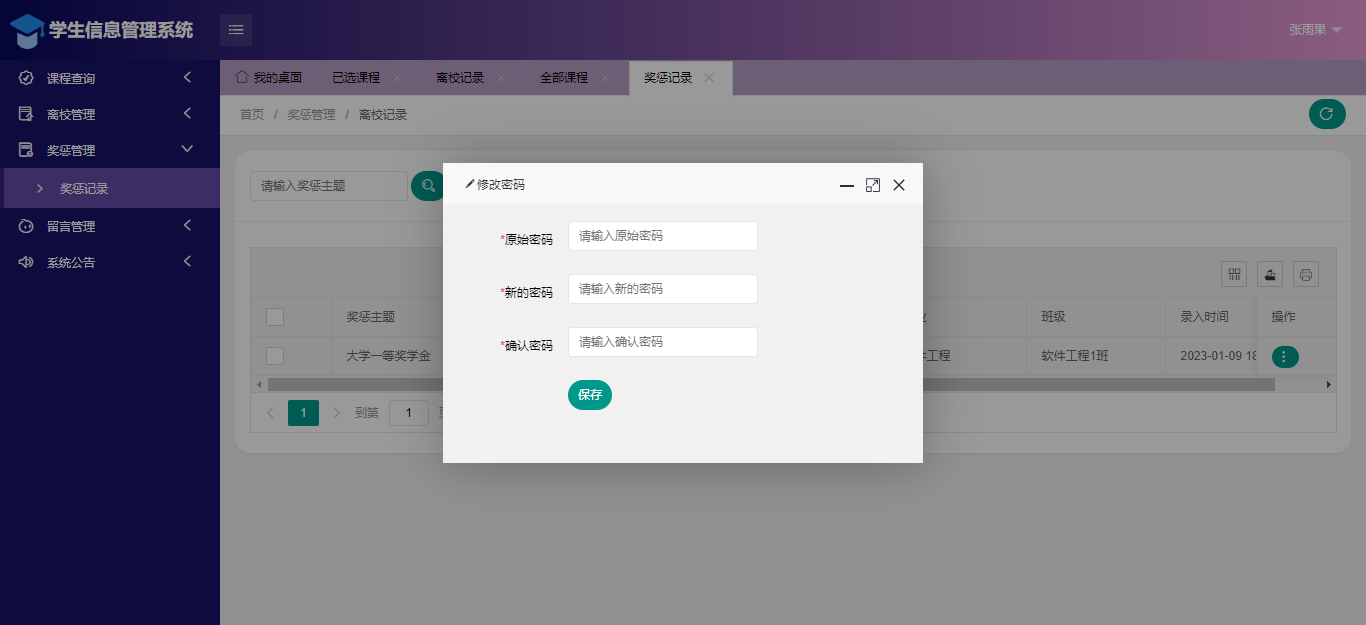 学生信息管理系统
张雨果
课程查询
离校管理
奖惩管理
奖惩记录
留言管理
系统公告
我的桌面 已选课程 离校记录 全部课程 奖惩记录
首页 / 奖惩管理 / 离校记录
请输入奖惩主题
修改密码
*原始密码 请输入原始密码
*新的密码 请输入新的密码
*确认密码 请输入确认密码
保存
奖惩主题 班级 录入时间 操作
大学一等奖学金 工程 软件工程1班 2023-01-09 18
1 到第 1